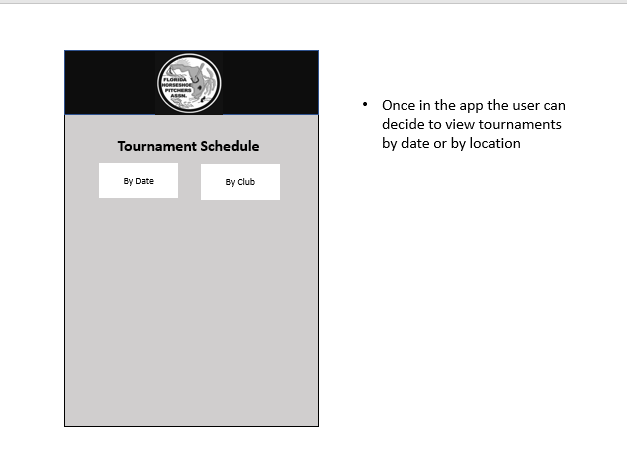 FLORIDA
HORSESHOE
PITCHERS
ASSN.
Tournament Schedule
By Date
By Club
• Once in the app the user can
decide to view tournaments
by date or by location